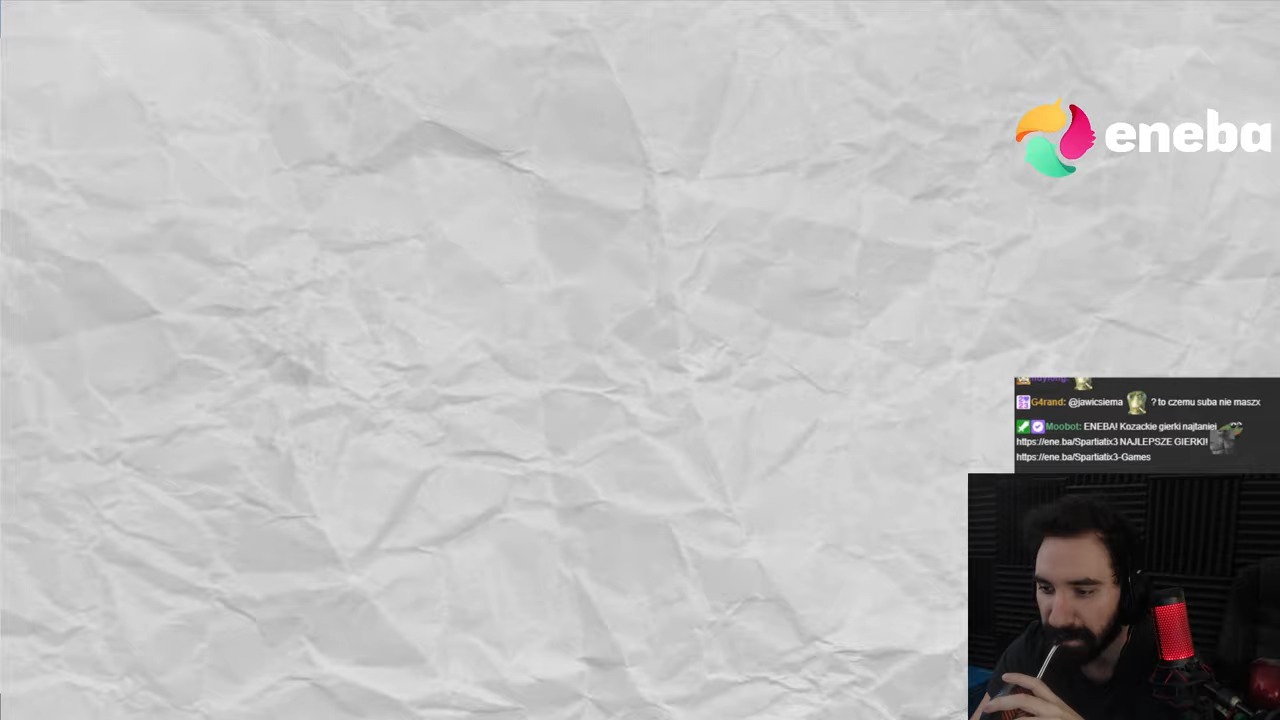 eneba
G4rand: @jawicsiema ? to czemu suba nie maszx
Moobot: ENEBA! Kozackie gierki najtaniej
https://ene.ba/Spartiatix3 NAJLEPSZE GIERKI!
https://ene.ba/Spartiatix3-Games